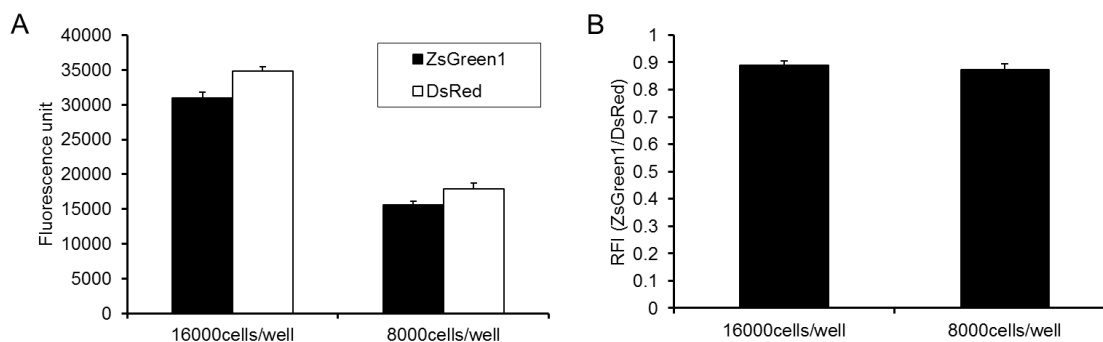 A
Fluorescence unit
40000
35000
30000
25000
20000
15000
10000
5000
0
ZsGreen1
DsRed
16000cells/well
8000cells/well
B
RFI (ZsGreen1/DsRed)
1
0.9
0.8
0.7
0.6
0.5
0.4
0.3
0.2
0.1
0
16000cells/well
8000cells/well